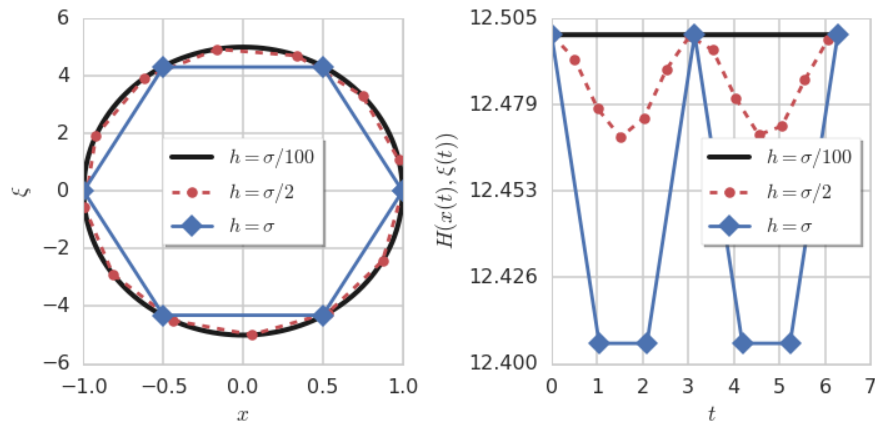 6
4
2
0
−2
−4
−6
ξ
−1.0 −0.5 0.0 0.5 1.0
x
h = σ/100
h = σ/2
h = σ
12.505
12.479
12.453
12.426
12.400
H(x(t), ξ(t))
0 1 2 3 4 5 6 7
t
h = σ/100
h = σ/2
h = σ